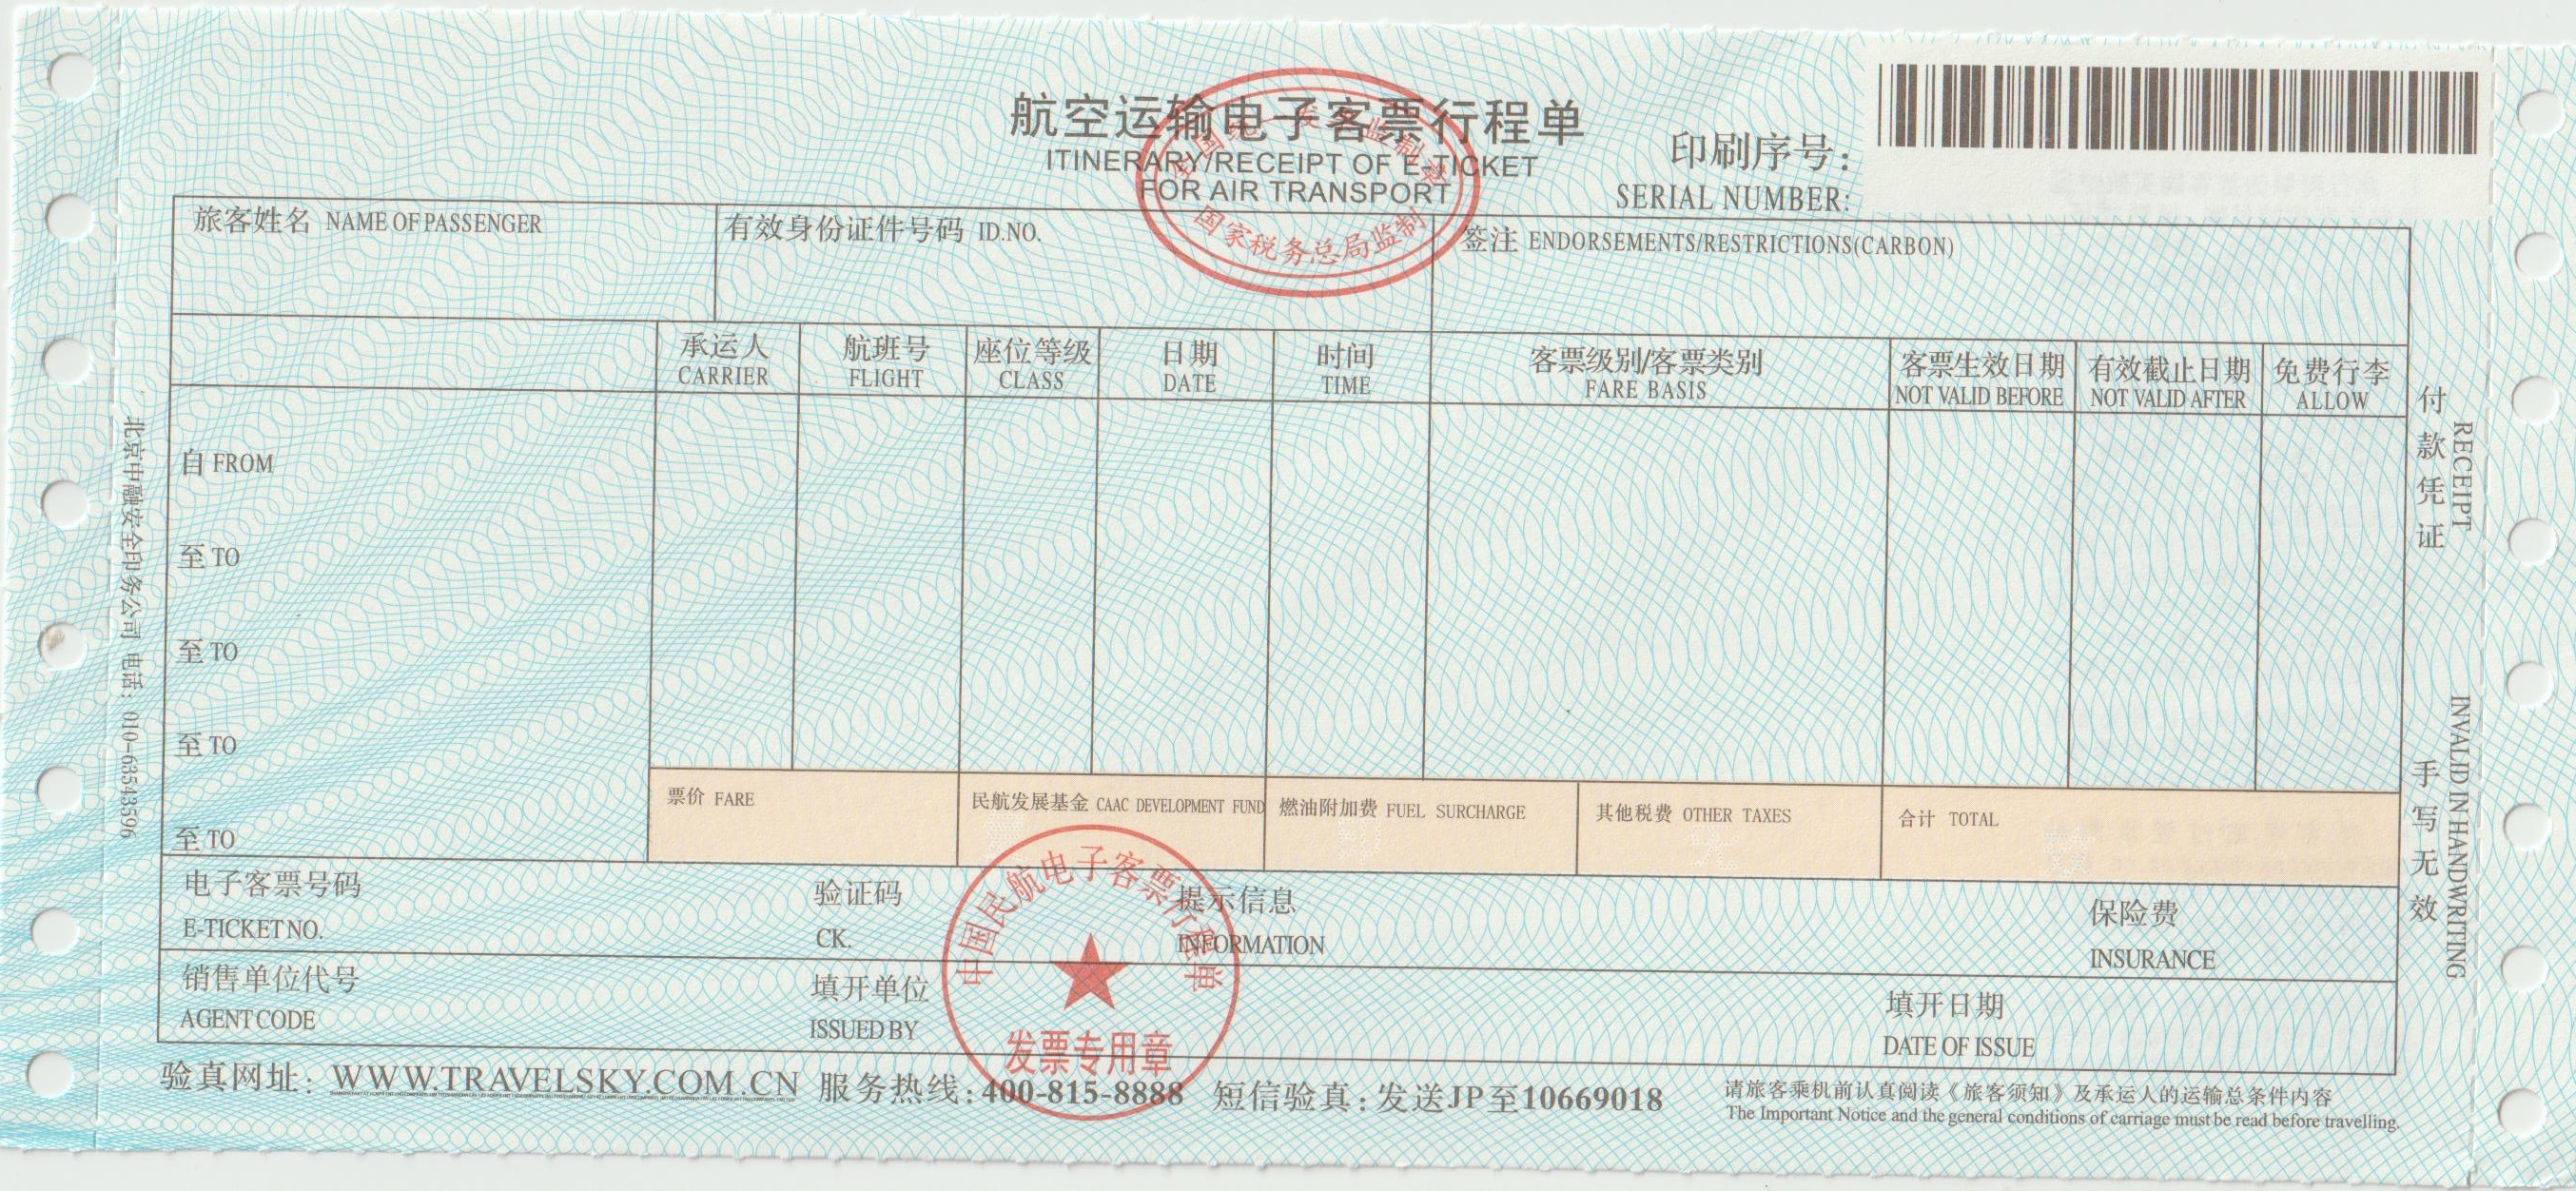 航空运输电子客票行程单
ITINERARY/RECEIPT OF E-TICKET
FOR AIR TRANSPORT
全国统一发票监制章
国家税务总局监制
印刷序号:
SERIAL NUMBER:
旅客姓名 NAME OF PASSENGER
有效身份证件号码 ID.NO.
签注 ENDORSEMENTS/RESTRICTIONS(CARBON)
承运人
CARRIER
航班号
FLIGHT
座位等级
CLASS
日期
DATE
时间
TIME
客票级别/客票类别
FARE BASIS
客票生效日期
NOT VALID BEFORE
有效截止日期
NOT VALID AFTER
免费行李
ALLOW
自 FROM
至 TO
至 TO
至 TO
至 TO
票价 FARE
民航发展基金 CAAC DEVELOPMENT FUND
燃油附加费 FUEL SURCHARGE
其他税费 OTHER TAXES
合计 TOTAL
电子客票号码
E-TICKET NO.
验证码
CK.
提示信息
INFORMATION
保险费
INSURANCE
销售单位代号
AGENT CODE
填开单位
ISSUED BY
填开日期
DATE OF ISSUE
中国民航电子客票行程单
发票专用章
验真网址: WWW.TRAVELSKY.COM.CN 服务热线:400-815-8888 短信验真:发送JP至10669018
请旅客乘机前认真阅读《旅客须知》及承运人的运输总条件内容
The Important Notice and the general conditions of carriage must be read before travelling.
北京中融安全印务公司 电话: 010-63543596
付款凭证
RECEIPT
手写无效
INVALID IN HANDWRITING